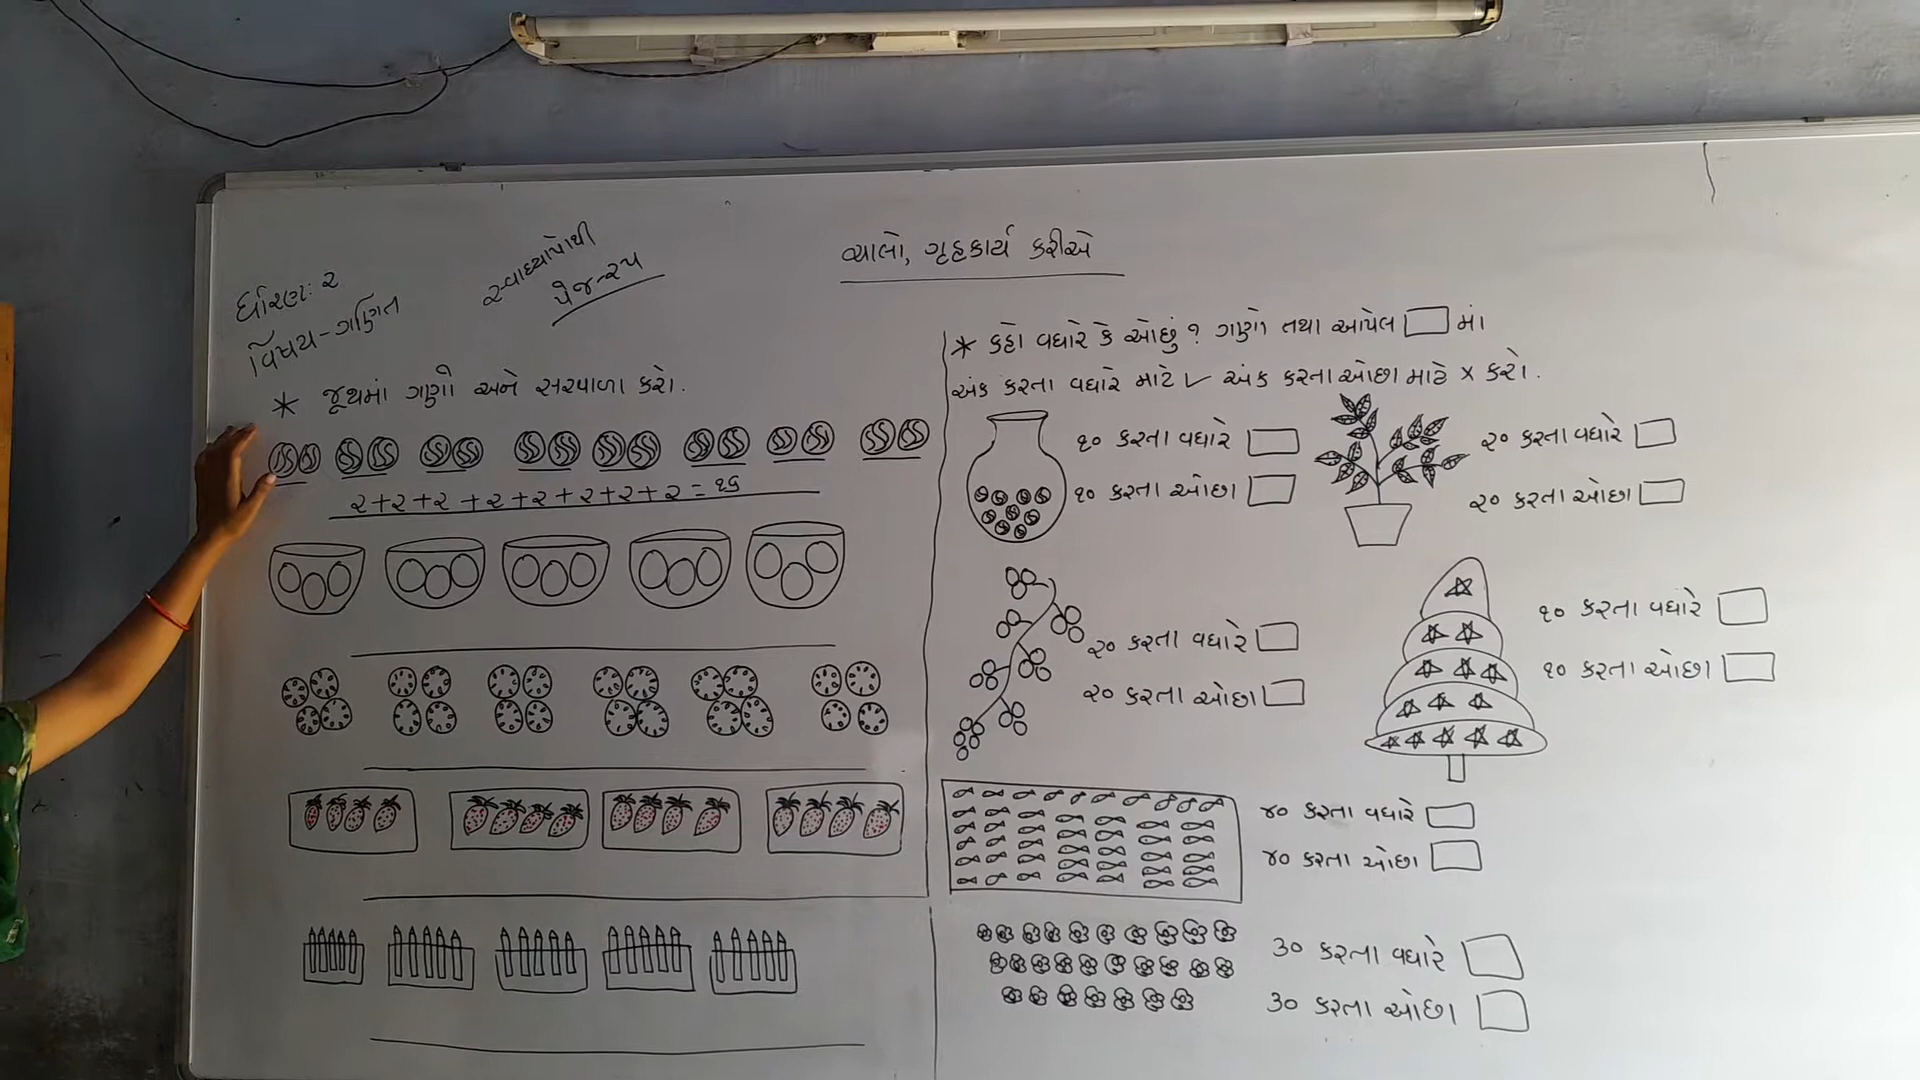 ચાલો, ગૃહકાર્ય કરીએ
સ્વાધ્યાયપોથી
પેજ-૨૫
ધોરણઃ ૨
વિષય-ગણિત
* જૂથમાં ગણો અને સરવાળા કરો.
૨+૨+૨+૨+૨+૨+૨+૨=૧૬
* કહો વધારે કે ઓછું ? ગણો તથા આપેલ માં
અંક કરતા વધારે માટે ✓ અંક કરતા ઓછા માટે × કરો.
૧૦ કરતા વધારે
૧૦ કરતા ઓછા
૨૦ કરતા વધારે
૨૦ કરતા ઓછા
૨૦ કરતા વધારે
૨૦ કરતા ઓછા
૧૦ કરતા વધારે
૧૦ કરતા ઓછા
૪૦ કરતા વધારે
૪૦ કરતા ઓછા
૩૦ કરતા વધારે
૩૦ કરતા ઓછા